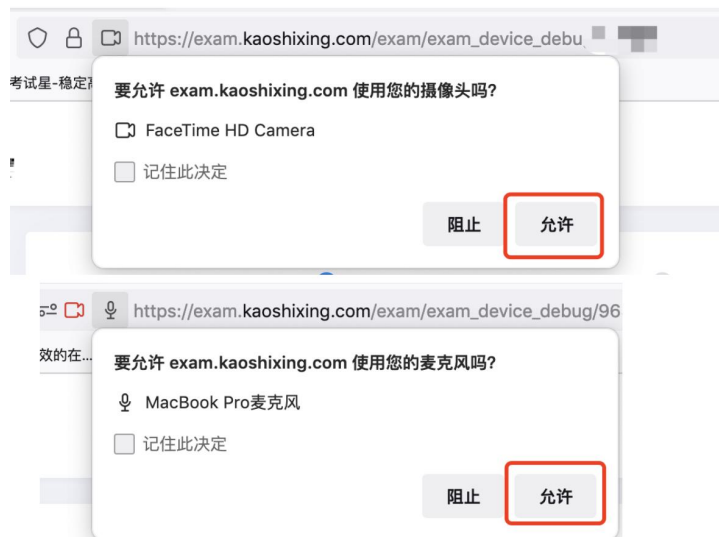 https://exam.kaoshixing.com/exam/exam_device_debu
考试星-稳定
要允许 exam.kaoshixing.com 使用您的摄像头吗?
FaceTime HD Camera
记住此决定
阻止 允许
https://exam.kaoshixing.com/exam/exam_device_debug/96
效的在...
要允许 exam.kaoshixing.com 使用您的麦克风吗?
MacBook Pro麦克风
记住此决定
阻止 允许